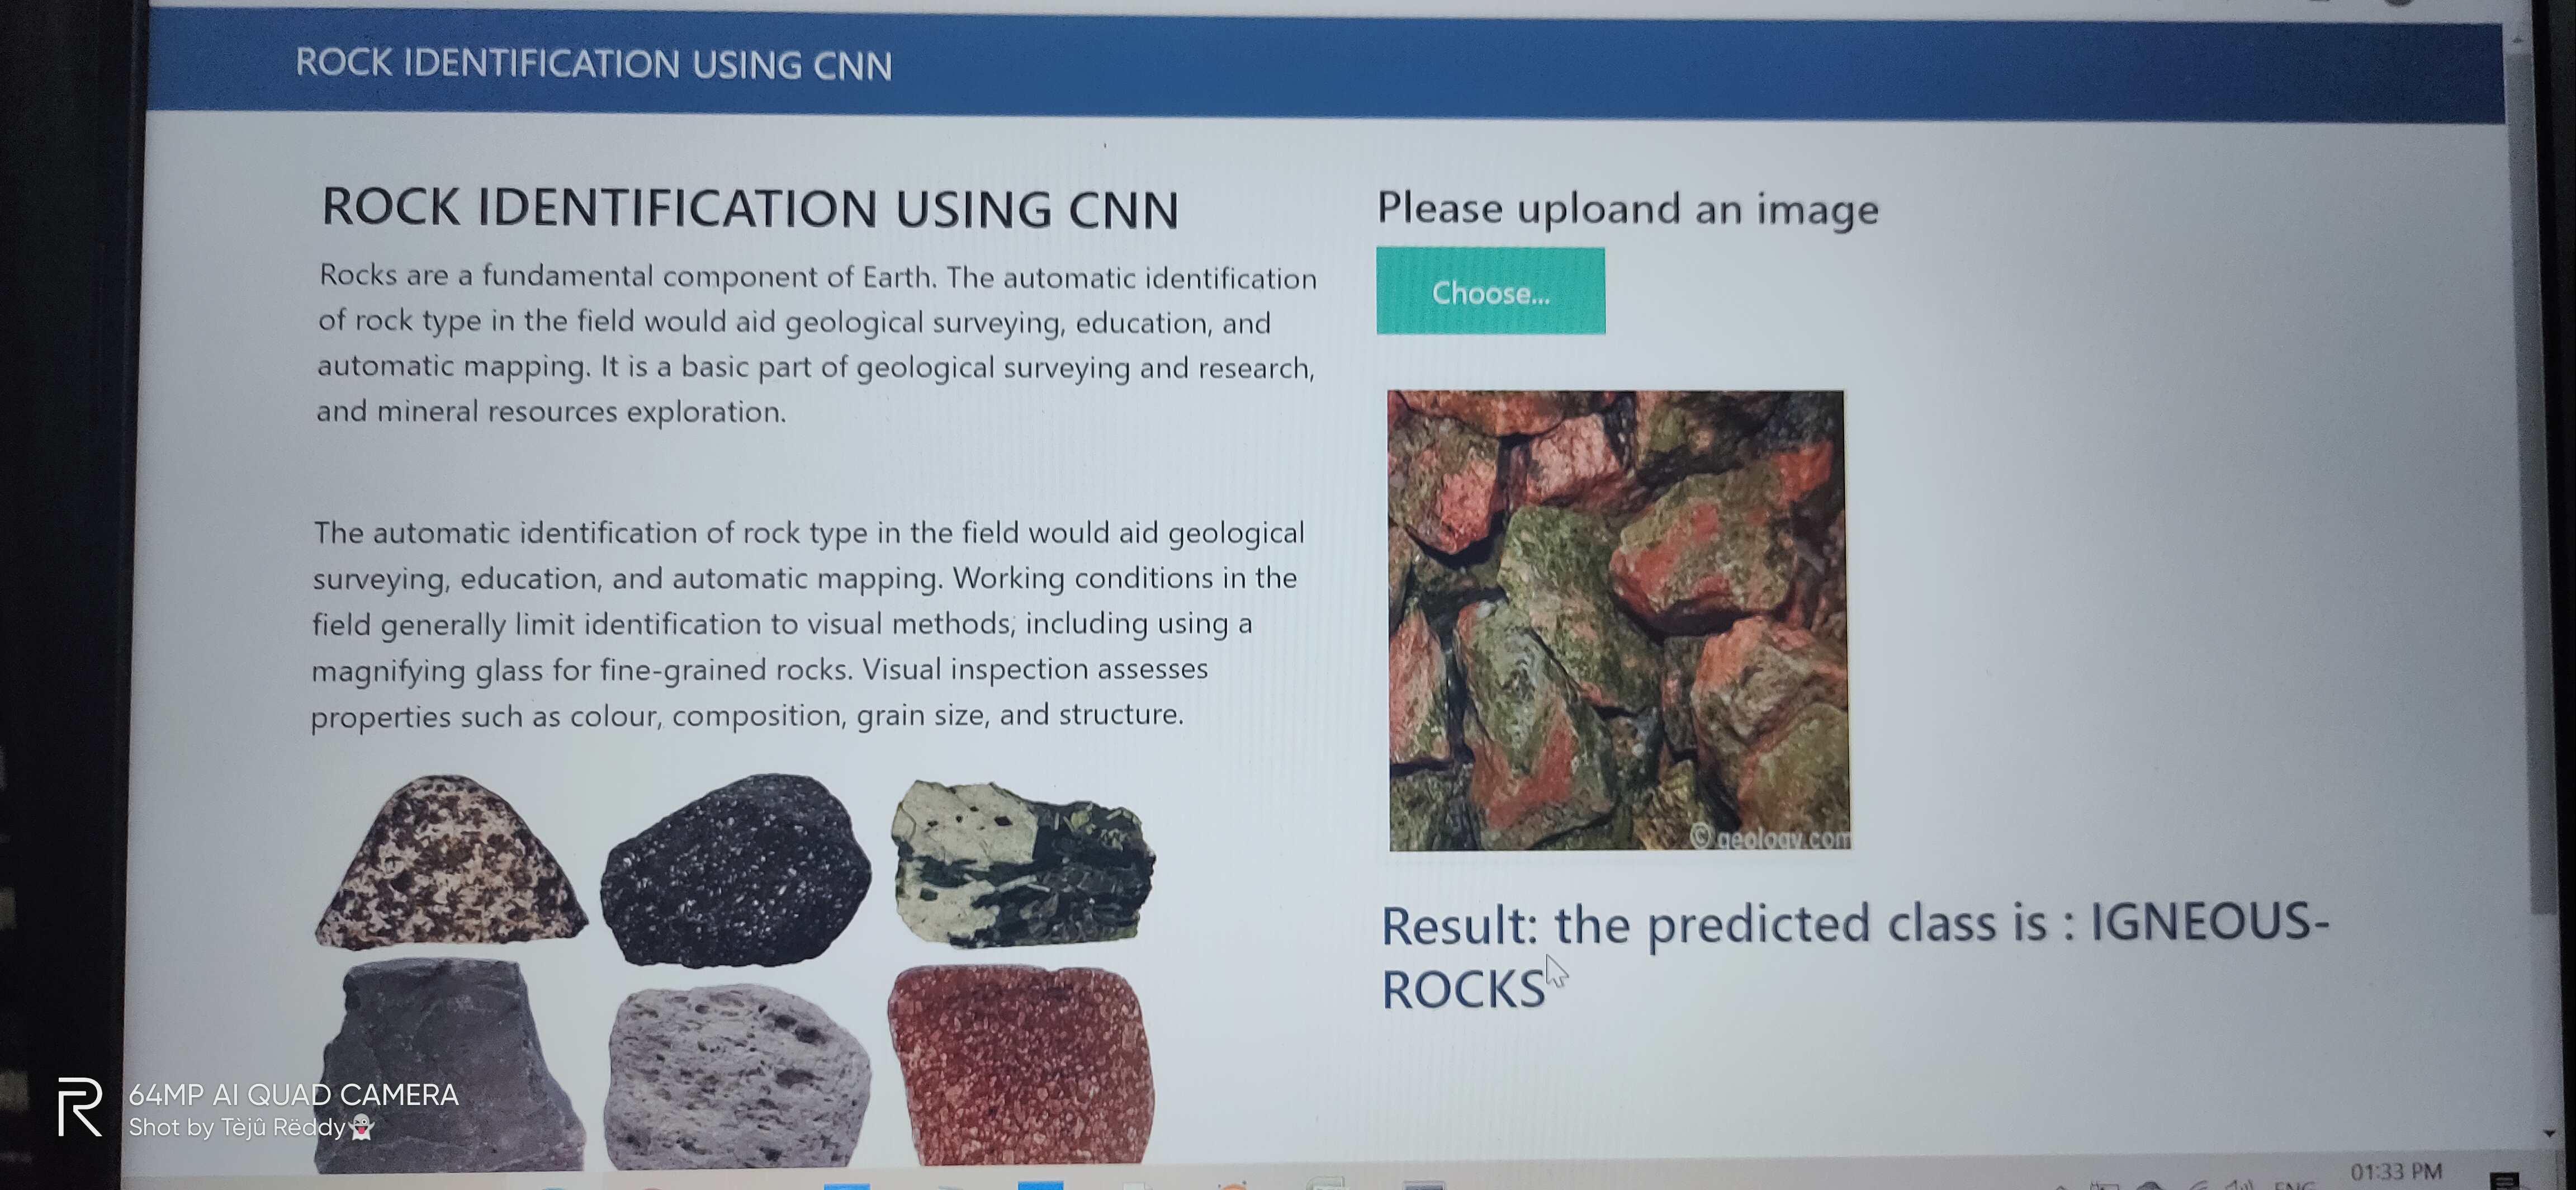 ROCK IDENTIFICATION USING CNN
ROCK IDENTIFICATION USING CNN
Rocks are a fundamental component of Earth. The automatic identification
of rock type in the field would aid geological surveying, education, and
automatic mapping. It is a basic part of geological surveying and research,
and mineral resources exploration.
The automatic identification of rock type in the field would aid geological
surveying, education, and automatic mapping. Working conditions in the
field generally limit identification to visual methods, including using a
magnifying glass for fine-grained rocks. Visual inspection assesses
properties such as colour, composition, grain size, and structure.
Please uploand an image
Choose...
© geology.com
Result: the predicted class is : IGNEOUS-
ROCKS
R
64MP AI QUAD CAMERA
Shot by Tèjû Rëddy👻
ENG
01:33 PM